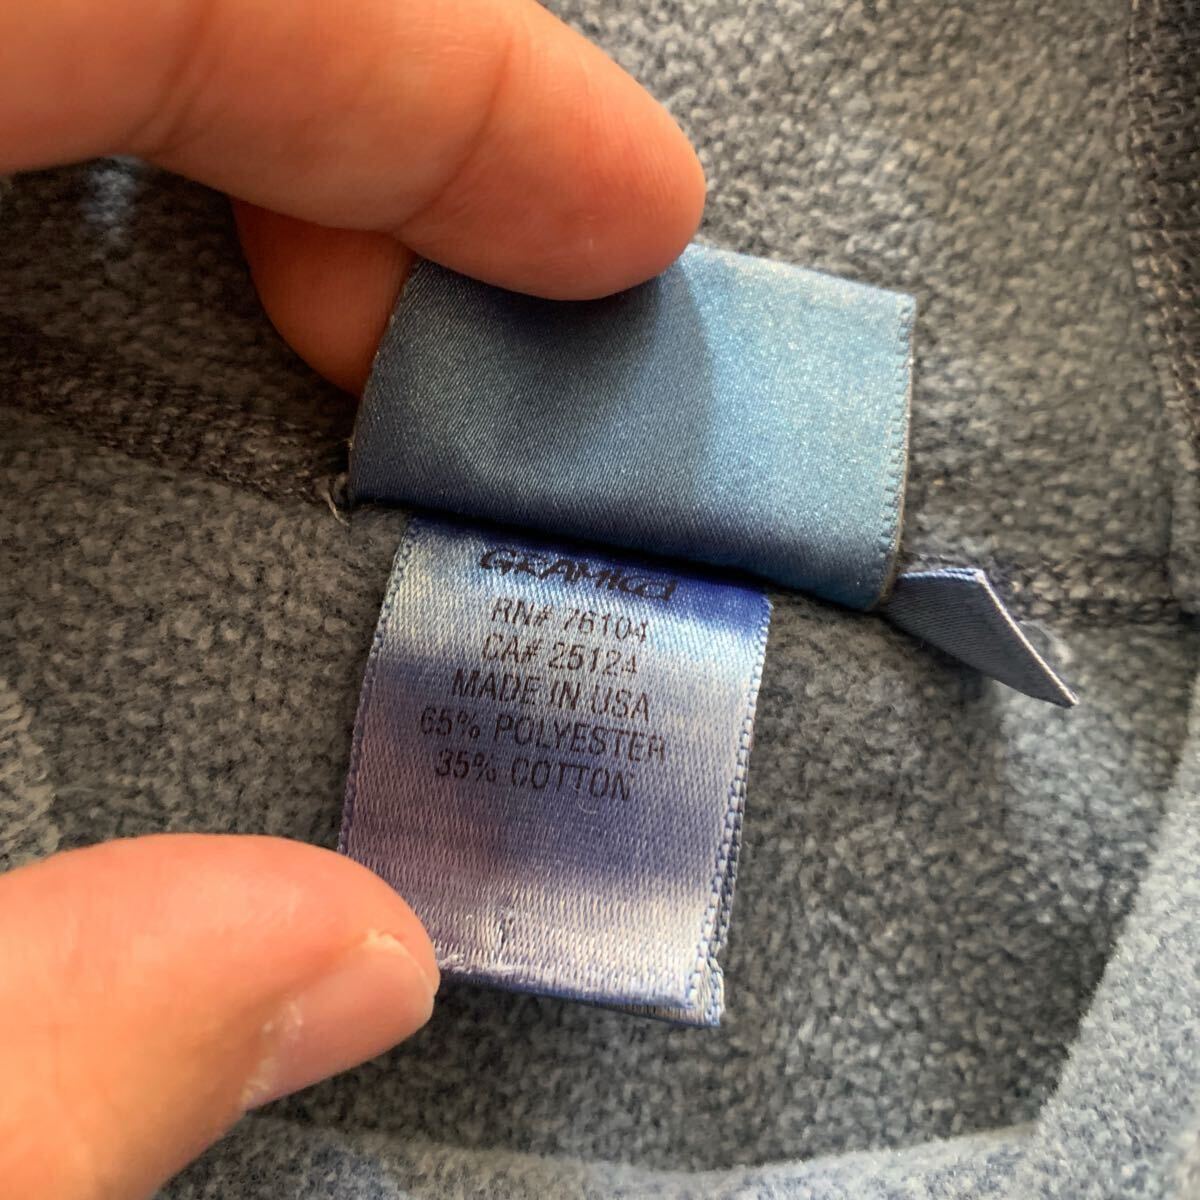 GRAMICCI
RN# 76104
CA# 25124
MADE IN USA
65% POLYESTER
35% COTTON